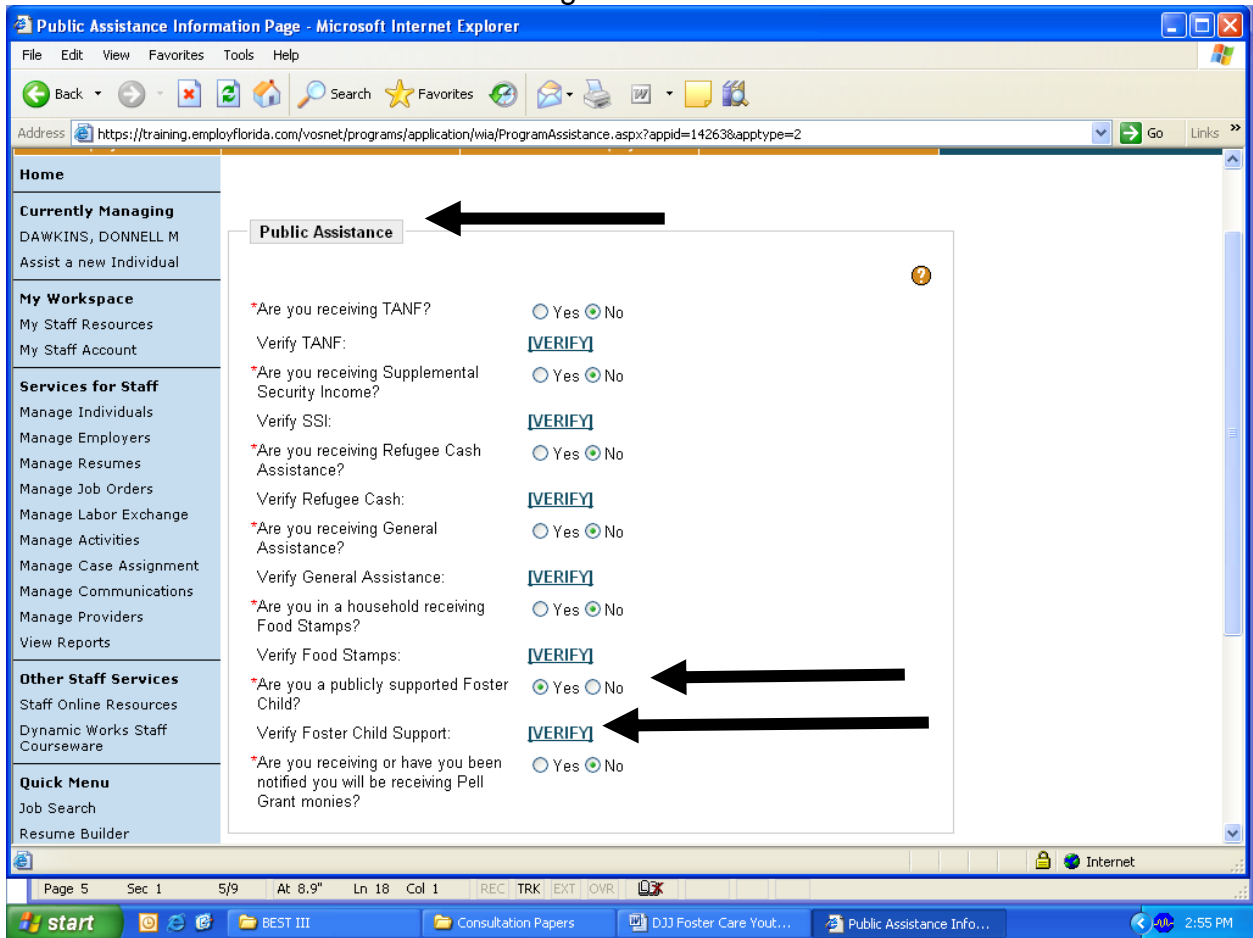 Public Assistance Information Page - Microsoft Internet Explorer
File Edit View Favorites Tools Help
Back Search Favorites
Address https://training.employflorida.com/vosnet/programs/application/wia/ProgramAssistance.aspx?appid=14263&apptype=2 Go Links »
Home
Currently Managing
DAWKINS, DONNELL M
Assist a new Individual
My Workspace
My Staff Resources
My Staff Account
Services for Staff
Manage Individuals
Manage Employers
Manage Resumes
Manage Job Orders
Manage Labor Exchange
Manage Activities
Manage Case Assignment
Manage Communications
Manage Providers
View Reports
Other Staff Services
Staff Online Resources
Dynamic Works Staff
Courseware
Quick Menu
Job Search
Resume Builder
Public Assistance
*Are you receiving TANF? Yes No
Verify TANF: [VERIFY]
*Are you receiving Supplemental Yes No
Security Income?
Verify SSI: [VERIFY]
*Are you receiving Refugee Cash Yes No
Assistance?
Verify Refugee Cash: [VERIFY]
*Are you receiving General Yes No
Assistance?
Verify General Assistance: [VERIFY]
*Are you in a household receiving Yes No
Food Stamps?
Verify Food Stamps: [VERIFY]
*Are you a publicly supported Foster Yes No
Child?
Verify Foster Child Support: [VERIFY]
*Are you receiving or have you been Yes No
notified you will be receiving Pell
Grant monies?
Internet
Page 5 Sec 1 5/9 At 8.9" Ln 18 Col 1 REC TRK EXT OVR
start BEST III Consultation Papers DJJ Foster Care Yout... Public Assistance Info... 2:55 PM